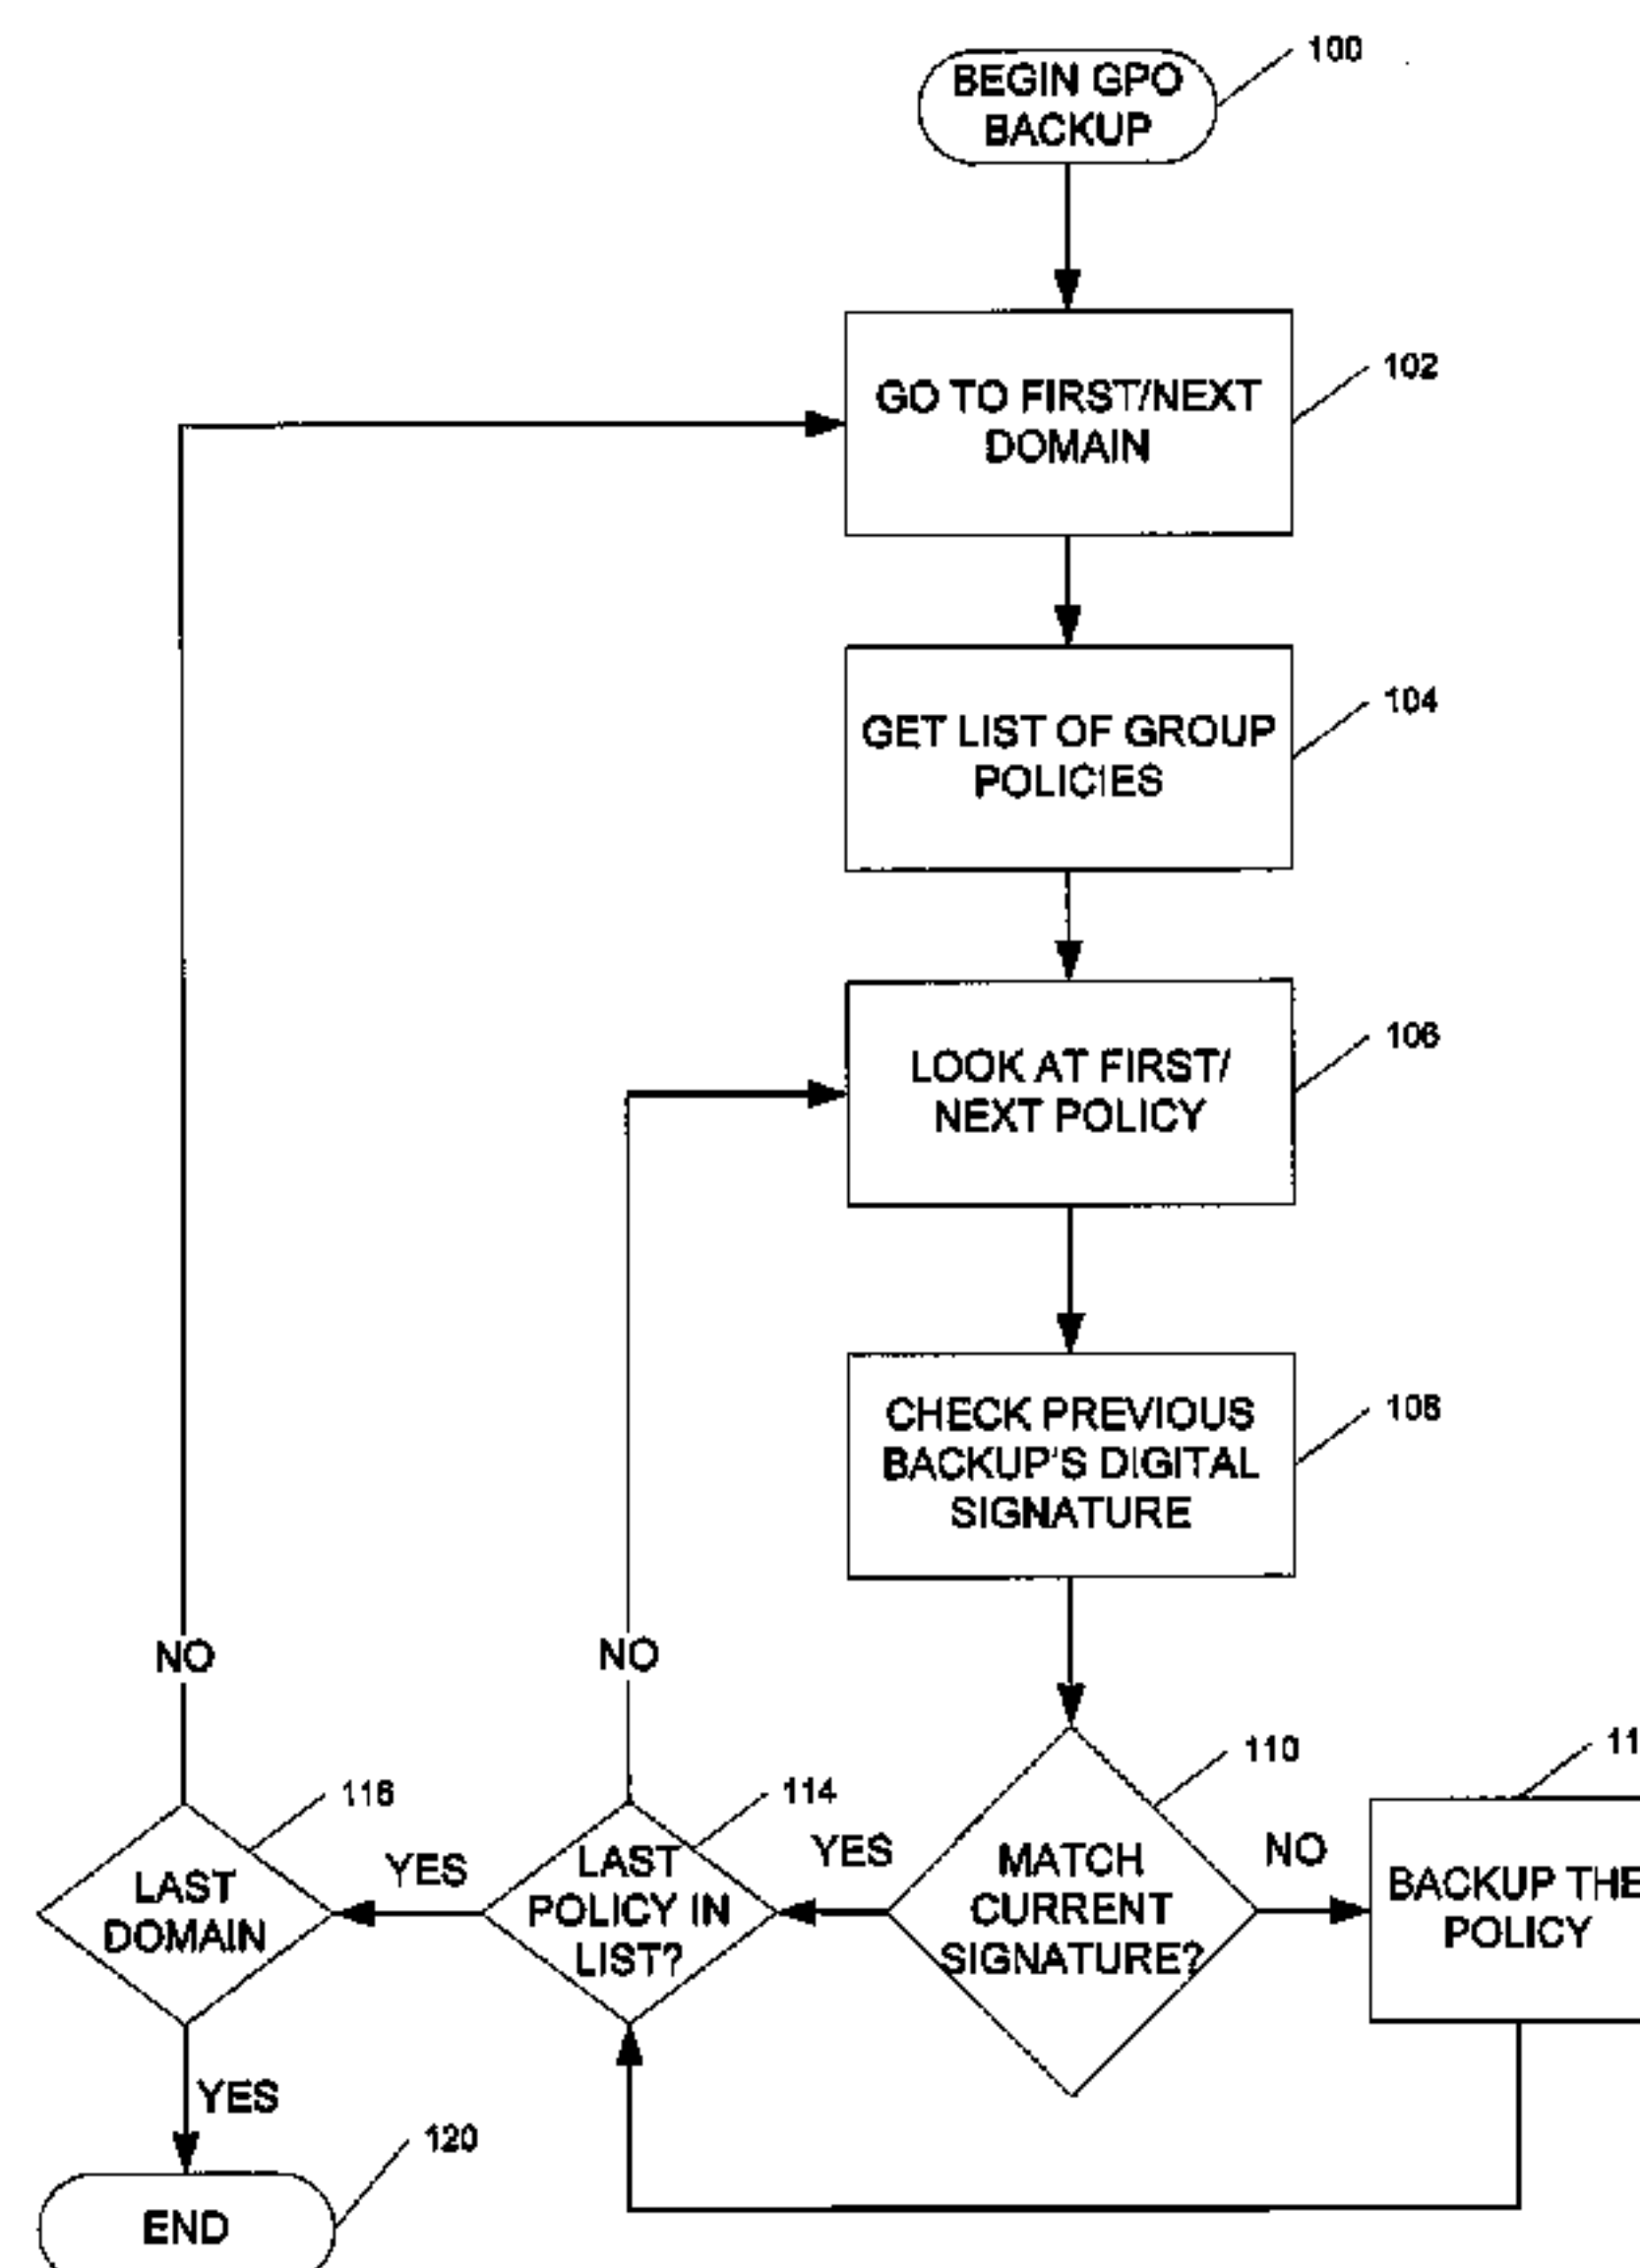 BEGIN GPO
BACKUP
100
GO TO FIRST/NEXT
DOMAIN
102
GET LIST OF GROUP
POLICIES
104
LOOK AT FIRST/
NEXT POLICY
106
CHECK PREVIOUS
BACKUP'S DIGITAL
SIGNATURE
108
NO
NO
110
11
116
114
LAST
DOMAIN
YES
LAST
POLICY IN
LIST?
YES
MATCH
CURRENT
SIGNATURE?
NO
BACKUP THE
POLICY
YES
120
END